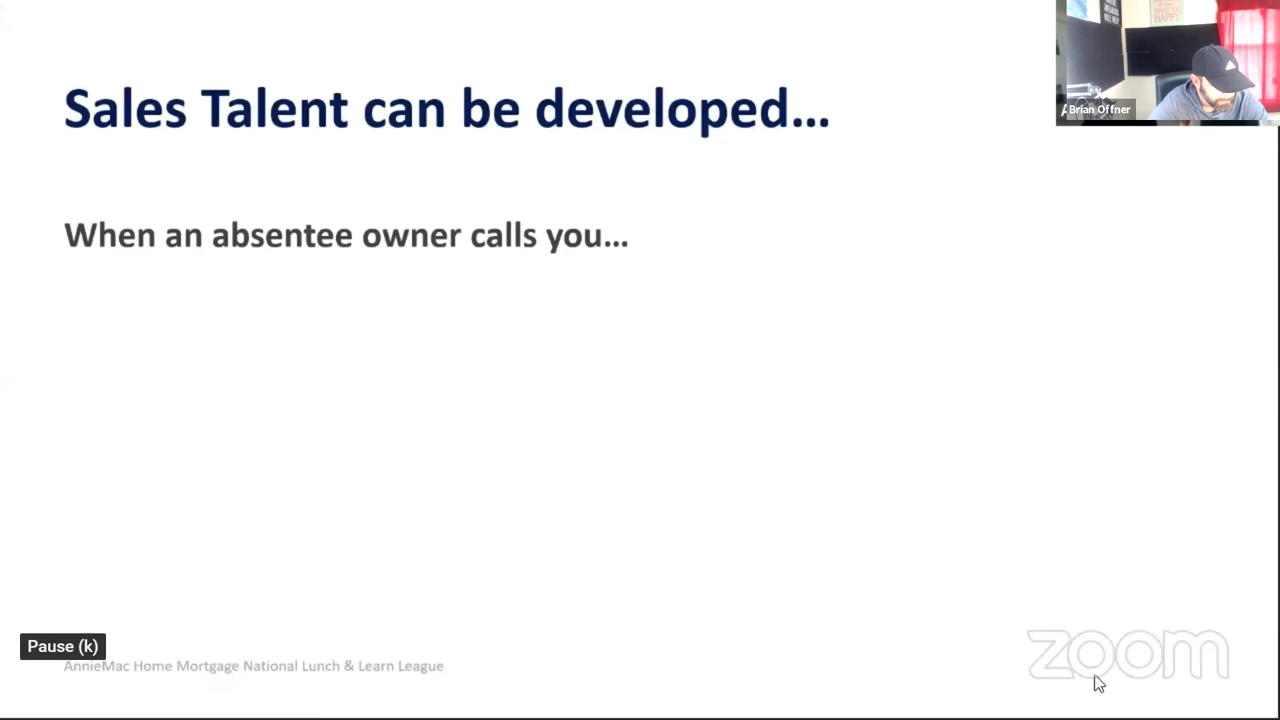 Sales Talent can be developed...
Brian Offner
When an absentee owner calls you...
Pause (k)
AnnieMac Home Mortgage National Lunch & Learn League
zoom